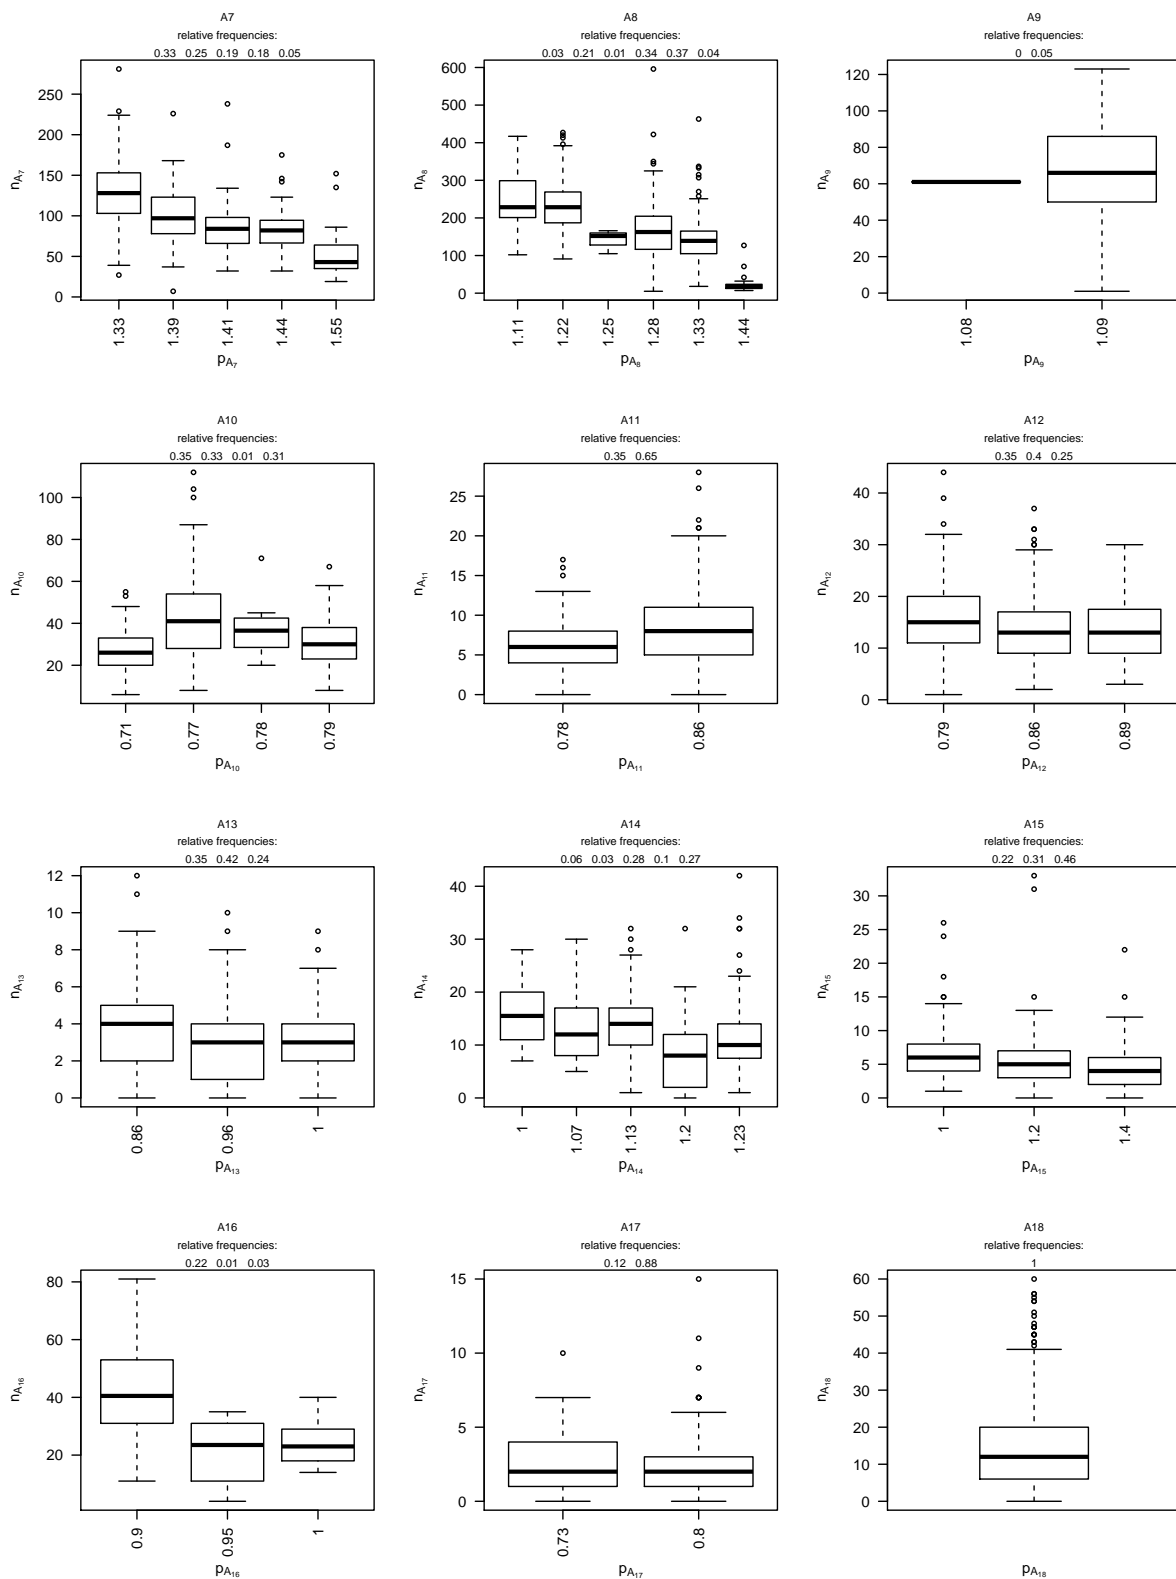 A7
relative frequencies:
0.33 0.25 0.19 0.18 0.05
nA7
250
200
150
100
50
0
1.33 1.39 1.41 1.44 1.55
pA7
A8
relative frequencies:
0.03 0.21 0.01 0.34 0.37 0.04
nA8
600
500
400
300
200
100
0
1.11 1.22 1.25 1.28 1.33 1.44
pA8
A9
relative frequencies:
0 0.05
nA9
120
100
80
60
40
20
0
1.08 1.09
pA9
A10
relative frequencies:
0.35 0.33 0.01 0.31
nA10
100
80
60
40
20
0.71 0.77 0.78 0.79
pA10
A11
relative frequencies:
0.35 0.65
nA11
25
20
15
10
5
0
0.78 0.86
pA11
A12
relative frequencies:
0.35 0.4 0.25
nA12
40
30
20
10
0
0.79 0.86 0.89
pA12
A13
relative frequencies:
0.35 0.42 0.24
nA13
12
10
8
6
4
2
0
0.86 0.96 1
pA13
A14
relative frequencies:
0.06 0.03 0.28 0.1 0.27
nA14
40
30
20
10
0
1 1.07 1.13 1.2 1.23
pA14
A15
relative frequencies:
0.22 0.31 0.46
nA15
30
25
20
15
10
5
0
1 1.2 1.4
pA15
A16
relative frequencies:
0.22 0.01 0.03
nA16
80
60
40
20
0.9 0.95 1
pA16
A17
relative frequencies:
0.12 0.88
nA17
15
10
5
0
0.73 0.8
pA17
A18
relative frequencies:
1
nA18
60
50
40
30
20
10
0
pA18